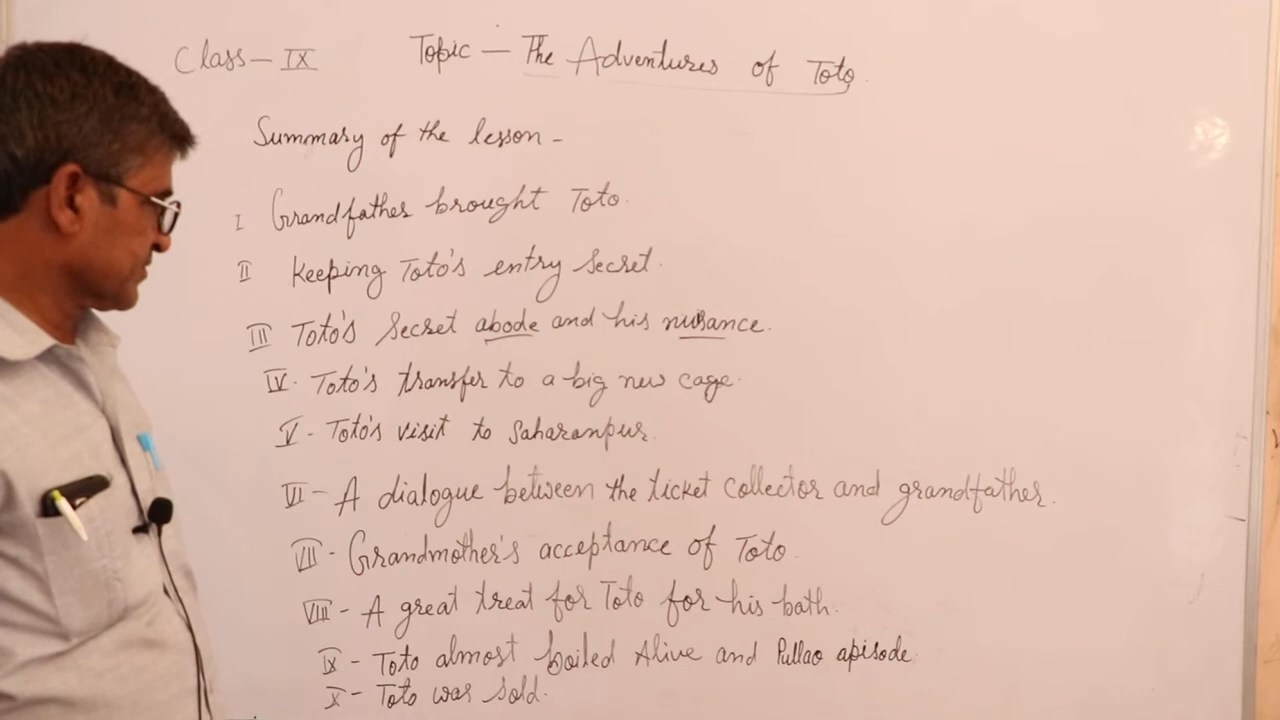 Class - IX Topic - The Adventures of Toto
Summary of the lesson -
I Grandfather brought Toto.
II Keeping Toto's entry secret.
III Toto's secret abode and his nuisance.
IV. Toto's transfer to a big new cage.
V - Toto's visit to Saharanpur.
VI - A dialogue between the ticket collector and grandfather.
VII - Grandmother's acceptance of Toto.
VIII - A great treat for Toto for his bath.
IX - Toto almost boiled Alive and Pullao apisode.
X - Toto was sold.